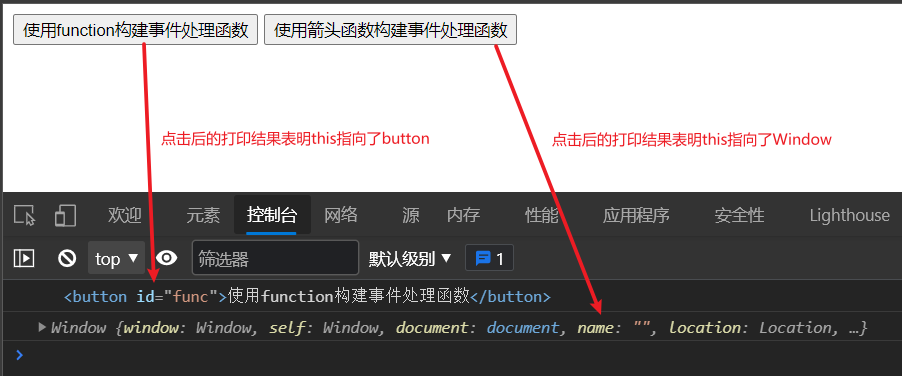 使用function构建事件处理函数 使用箭头函数构建事件处理函数
点击后的打印结果表明this指向了button 点击后的打印结果表明this指向了Window
欢迎 元素 控制台 网络 源 内存 性能 应用程序 安全性 Lighthouse
top ▼ 筛选器 默认级别 ▼ 1
<button id="func">使用function构建事件处理函数</button>
▶ Window {window: Window, self: Window, document: document, name: "", location: Location, …}
>